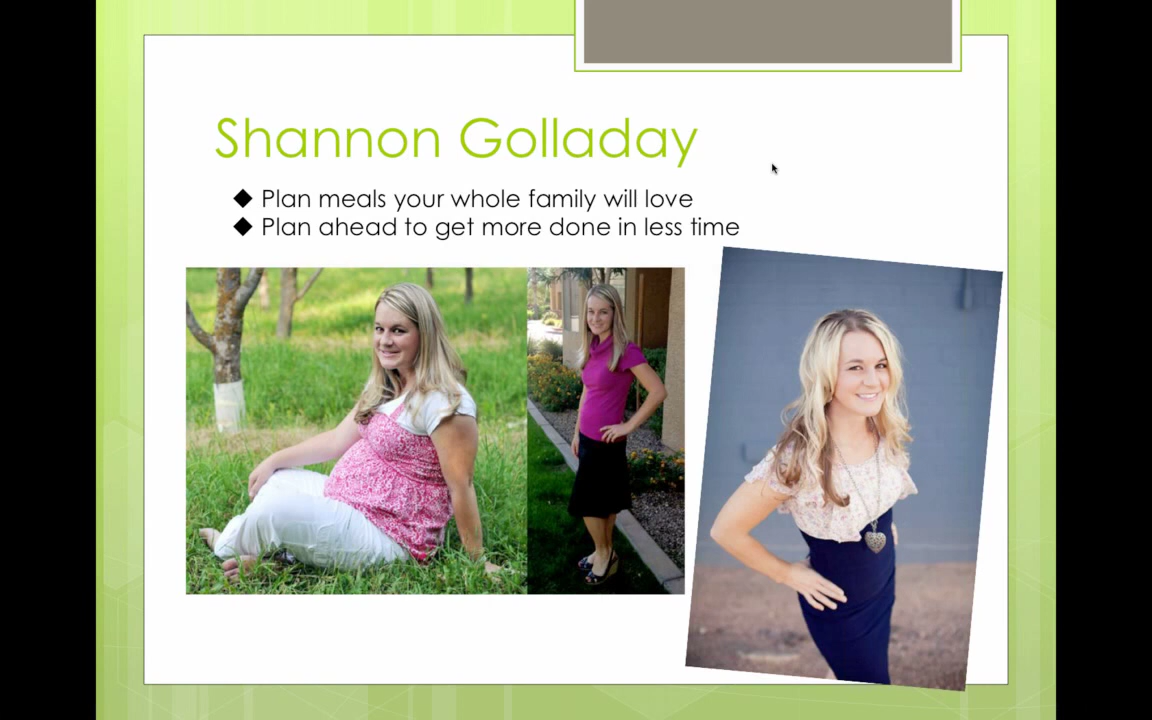 Shannon Golladay
◆ Plan meals your whole family will love
◆ Plan ahead to get more done in less time